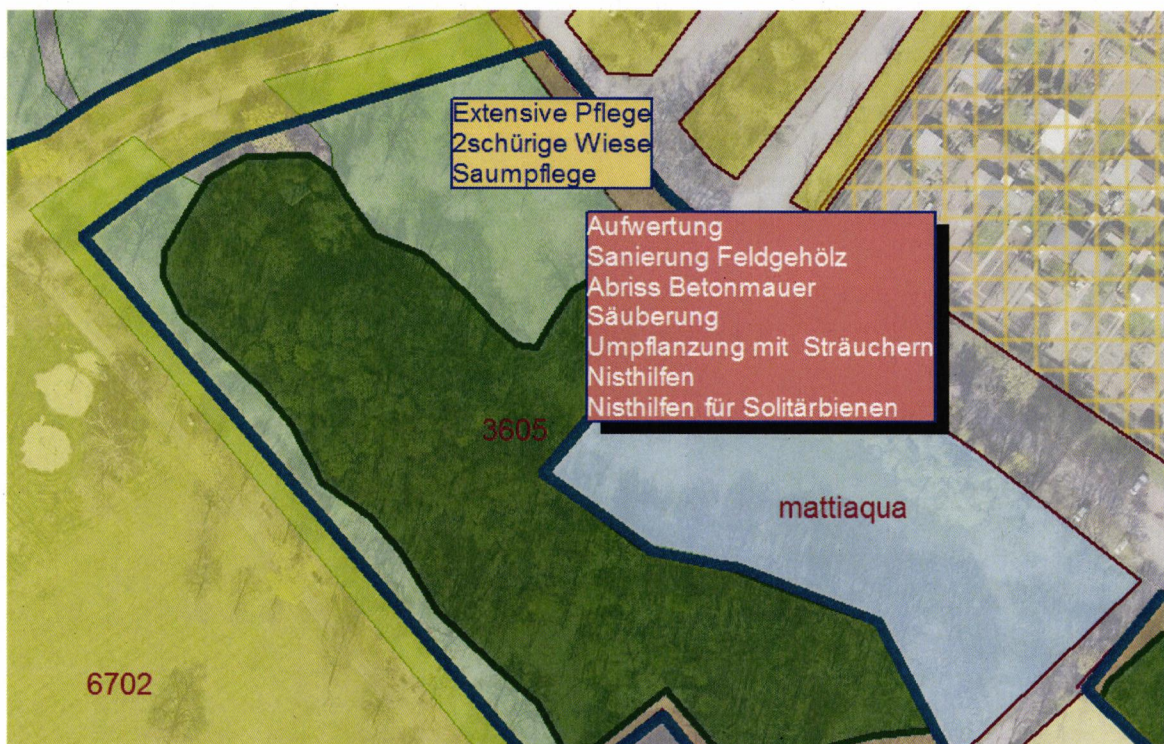 Extensive Pflege
2schürige Wiese
Saumpflege
Aufwertung
Sanierung Feldgehölz
Abriss Betonmauer
Säuberung
Umpflanzung mit Sträuchern
Nisthilfen
Nisthilfen für Solitärbienen
3605
mattiaqua
6702